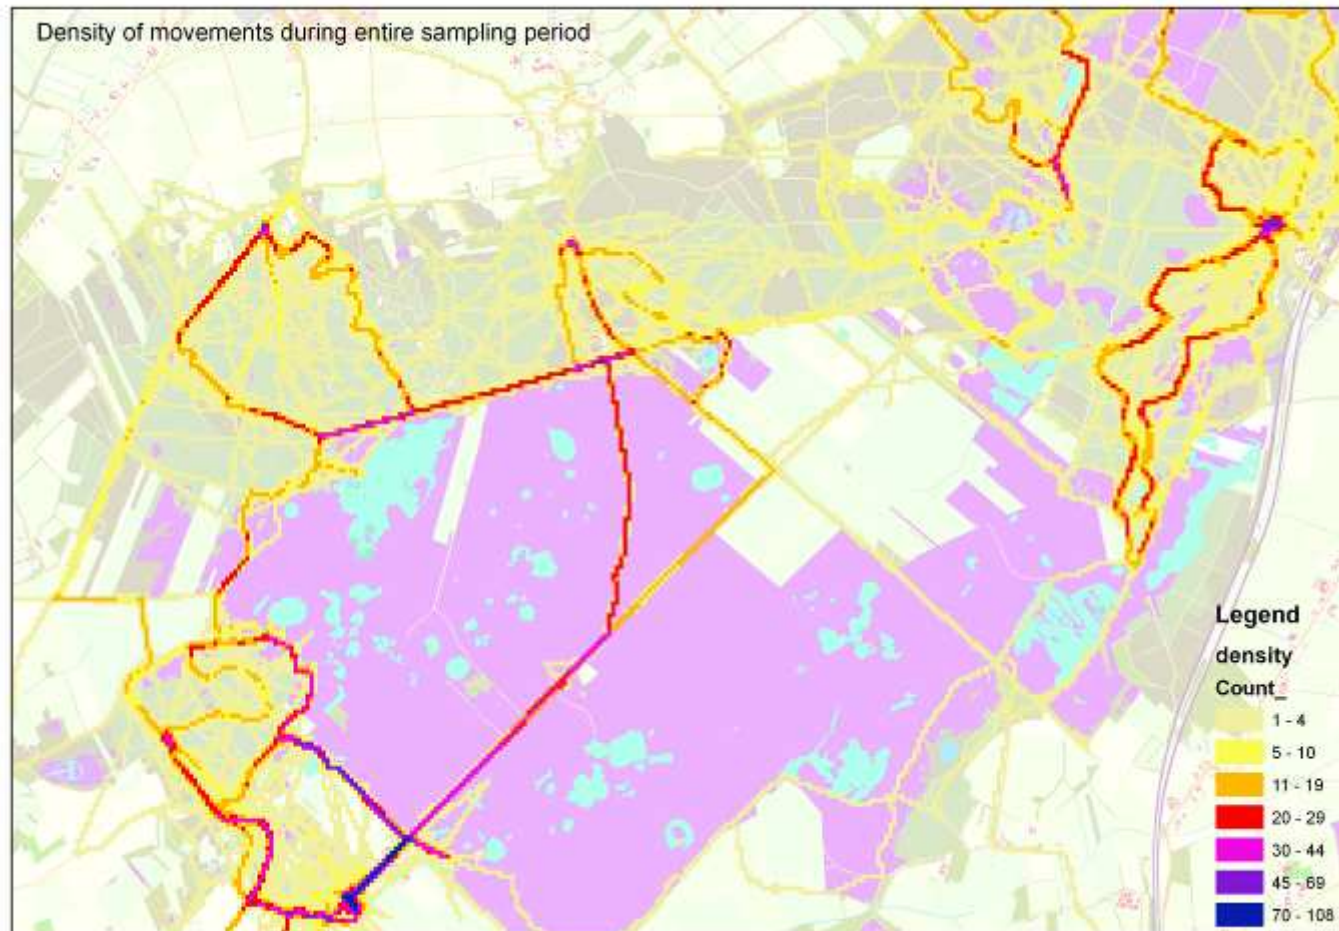 Density of movements during entire sampling period
Legend
density
Count_
1 - 4
5 - 10
11 - 19
20 - 29
30 - 44
45 - 69
70 - 108